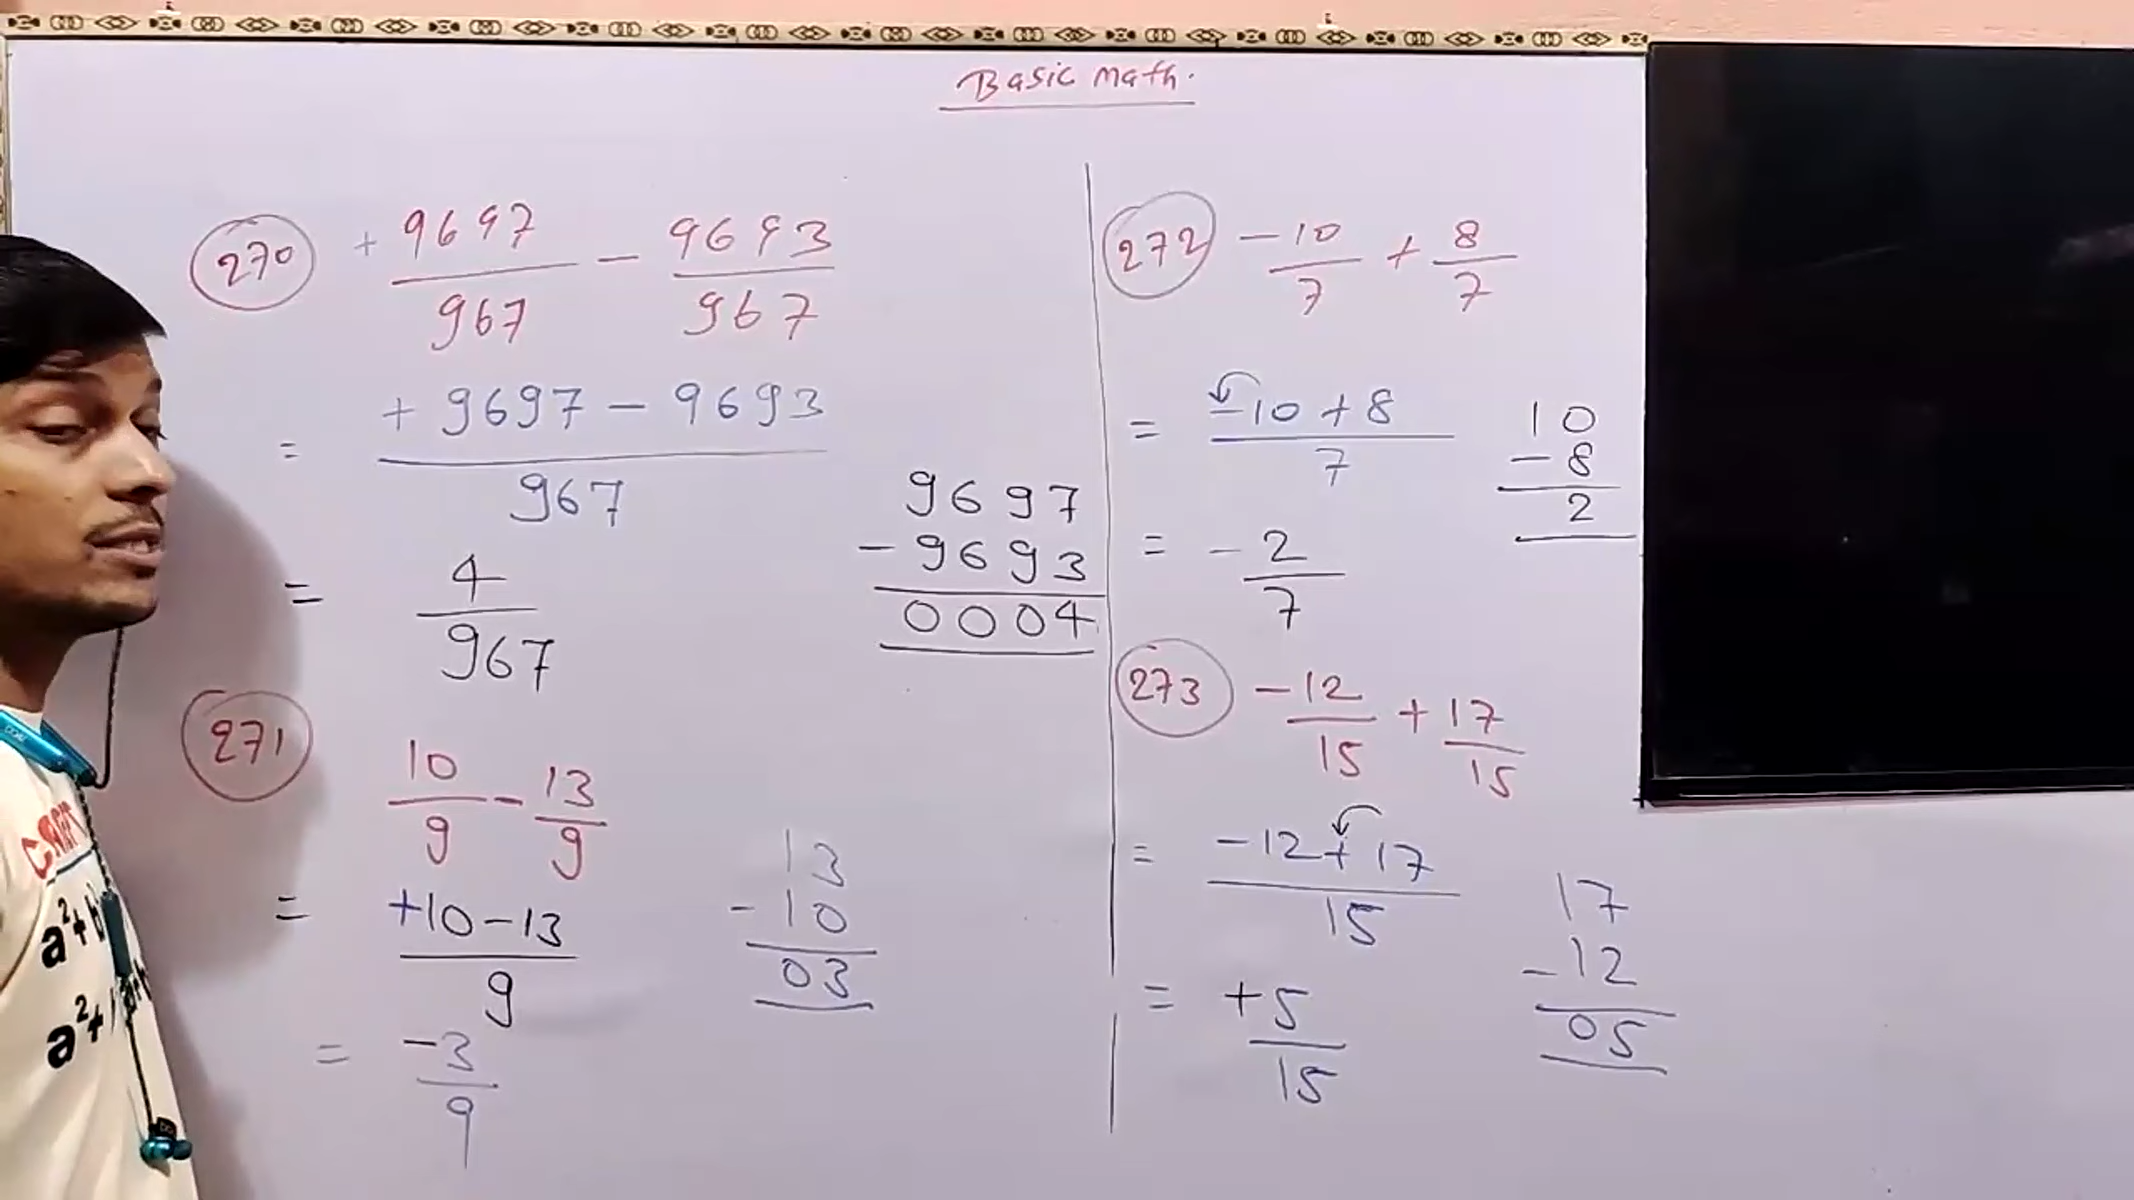 Basic Math.
270 + 9697/967 - 9693/967
= + 9697 - 9693 / 967
= 4/967
9697
- 9693
0004
271 10/9 - 13/9
= +10 - 13 / 9
= -3/9
13
- 10
03
272 -10/7 + 8/7
= -10 + 8 / 7
= -2/7
10
- 8
2
273 -12/15 + 17/15
= -12 + 17 / 15
= +5/15
17
- 12
05
a²+
a²+